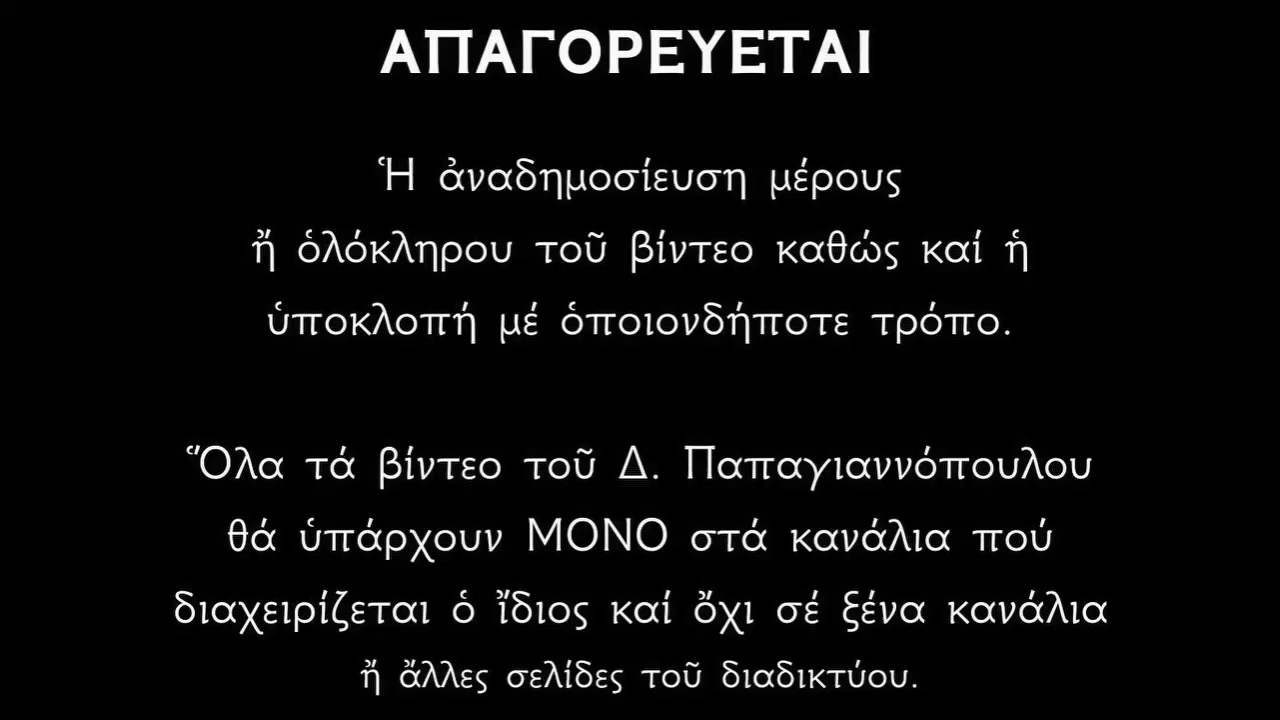 ΑΠΑΓΟΡΕΥΕΤΑΙ
Ἡ ἀναδημοσίευση μέρους
ἤ ὁλόκληρου τοῦ βίντεο καθώς καί ἡ
ὑποκλοπή μέ ὁποιονδήποτε τρόπο.
Ὅλα τά βίντεο τοῦ Δ. Παπαγιαννόπουλου
θά ὑπάρχουν ΜΟΝΟ στά κανάλια πού
διαχειρίζεται ὁ ἴδιος καί ὄχι σέ ξένα κανάλια
ἤ ἄλλες σελίδες τοῦ διαδικτύου.